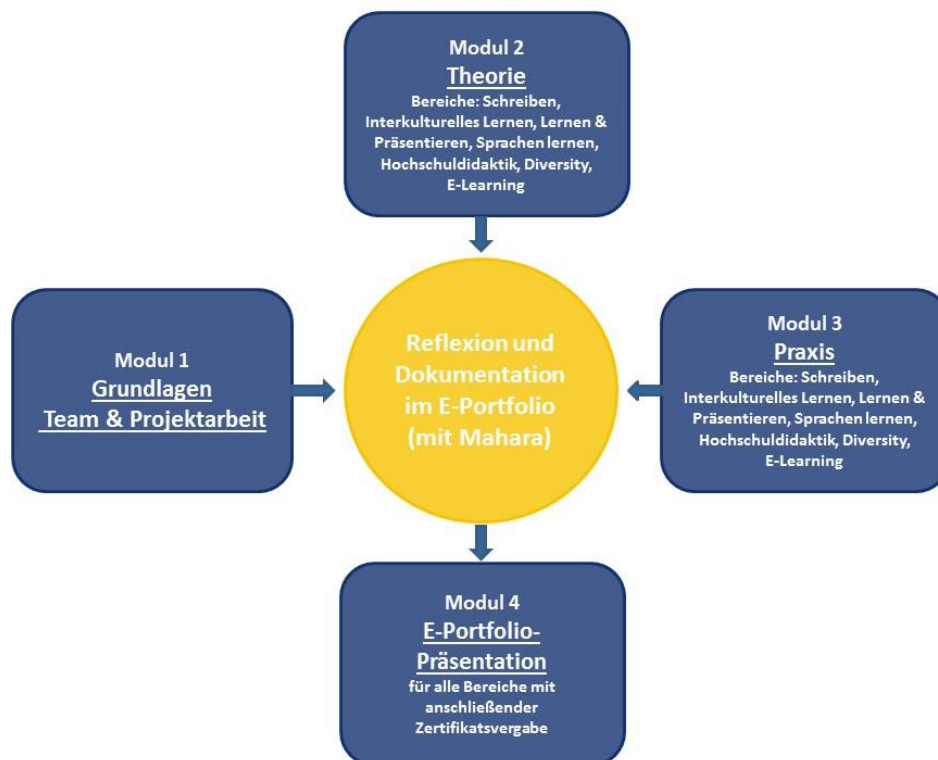 Modul 2
Theorie
Bereiche: Schreiben,
Interkulturelles Lernen, Lernen &
Präsentieren, Sprachen lernen,
Hochschuldidaktik, Diversity,
E-Learning
Modul 1
Grundlagen
Team & Projektarbeit
Reflexion und
Dokumentation
im E-Portfolio
(mit Mahara)
Modul 3
Praxis
Bereiche: Schreiben,
Interkulturelles Lernen, Lernen &
Präsentieren, Sprachen lernen,
Hochschuldidaktik, Diversity,
E-Learning
Modul 4
E-Portfolio-
Präsentation
für alle Bereiche mit
anschließender
Zertifikatsvergabe